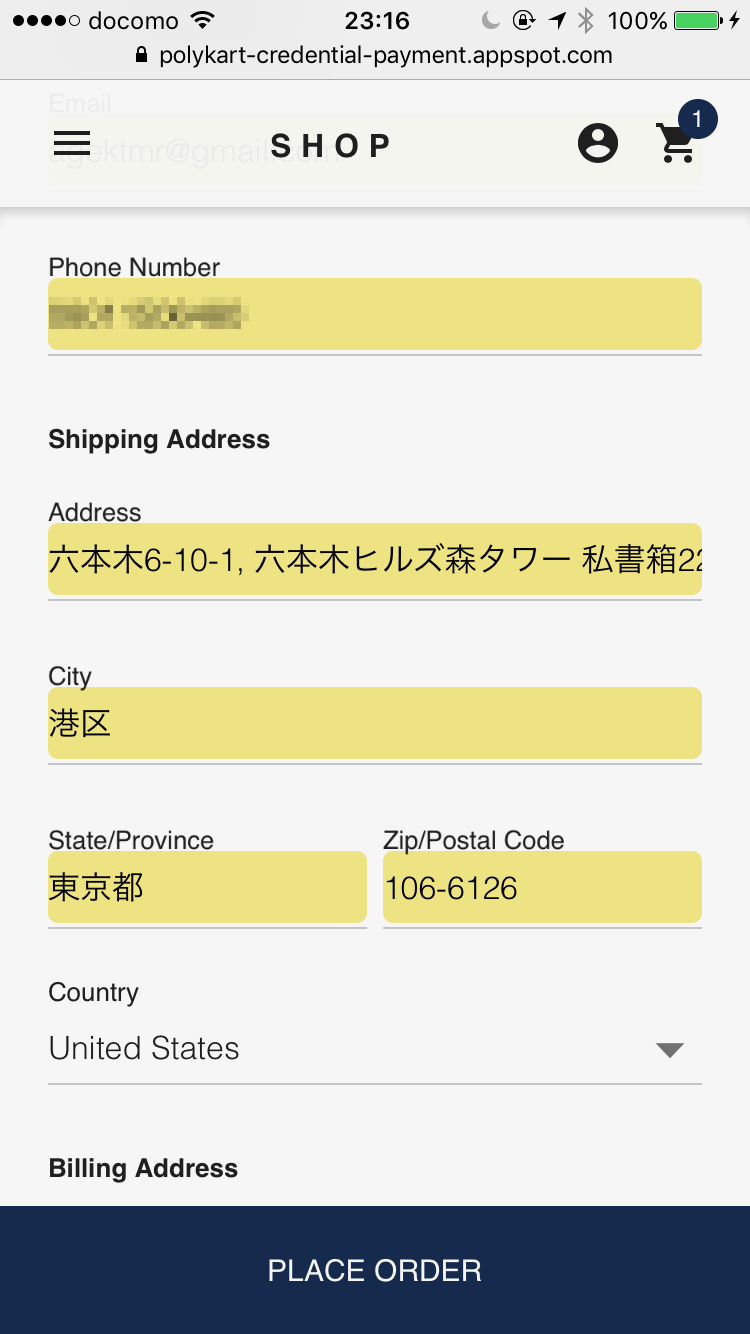 docomo 23:16 100%
polykart-credential-payment.appspot.com
Email
agektmr@gmail.com
SHOP 1
Phone Number
Shipping Address
Address
六本木6-10-1, 六本木ヒルズ森タワー 私書箱22
City
港区
State/Province Zip/Postal Code
東京都 106-6126
Country
United States
Billing Address
PLACE ORDER